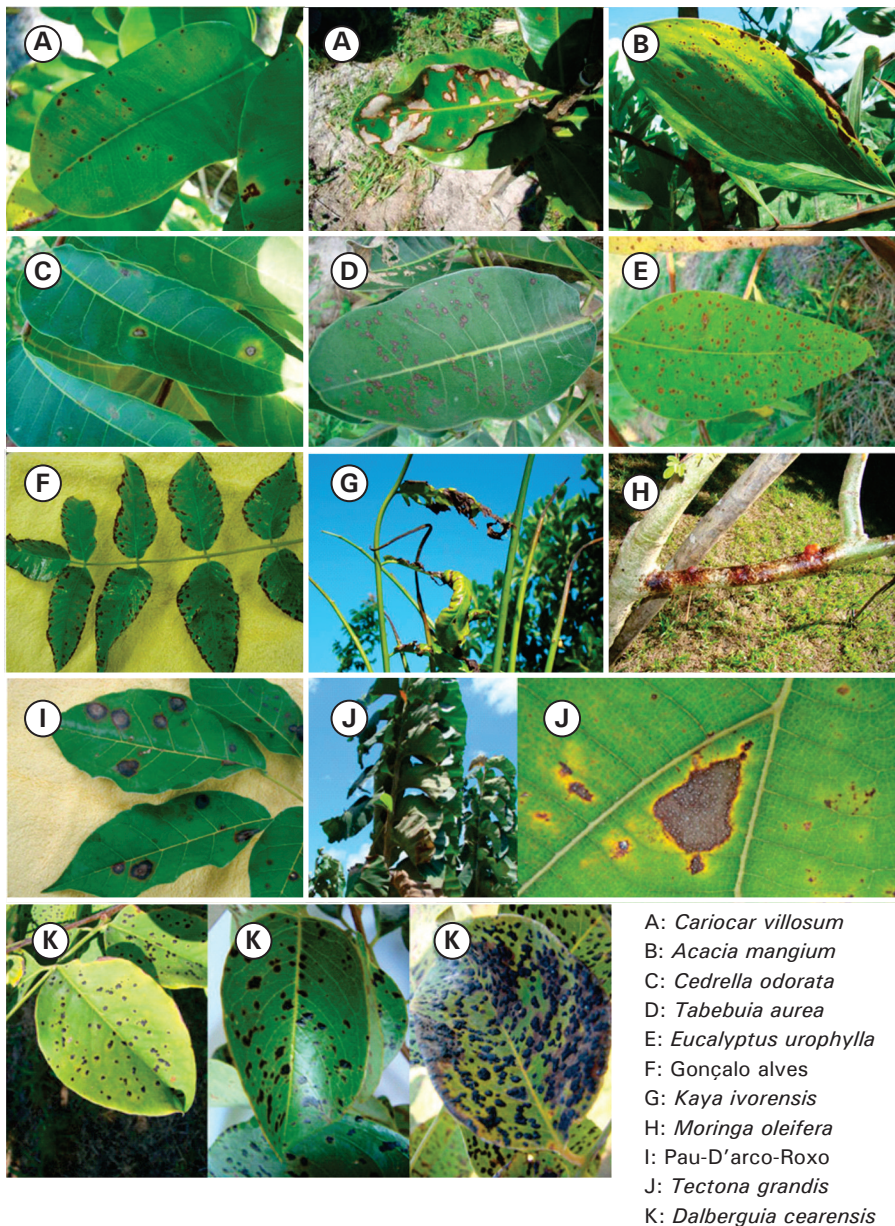 A
A
B
C
D
E
F
G
H
I
J
J
K
K
K
A: Cariocar villosum
B: Acacia mangium
C: Cedrella odorata
D: Tabebuia aurea
E: Eucalyptus urophylla
F: Gonçalo alves
G: Kaya ivorensis
H: Moringa oleifera
I: Pau-D'arco-Roxo
J: Tectona grandis
K: Dalberguia cearensis